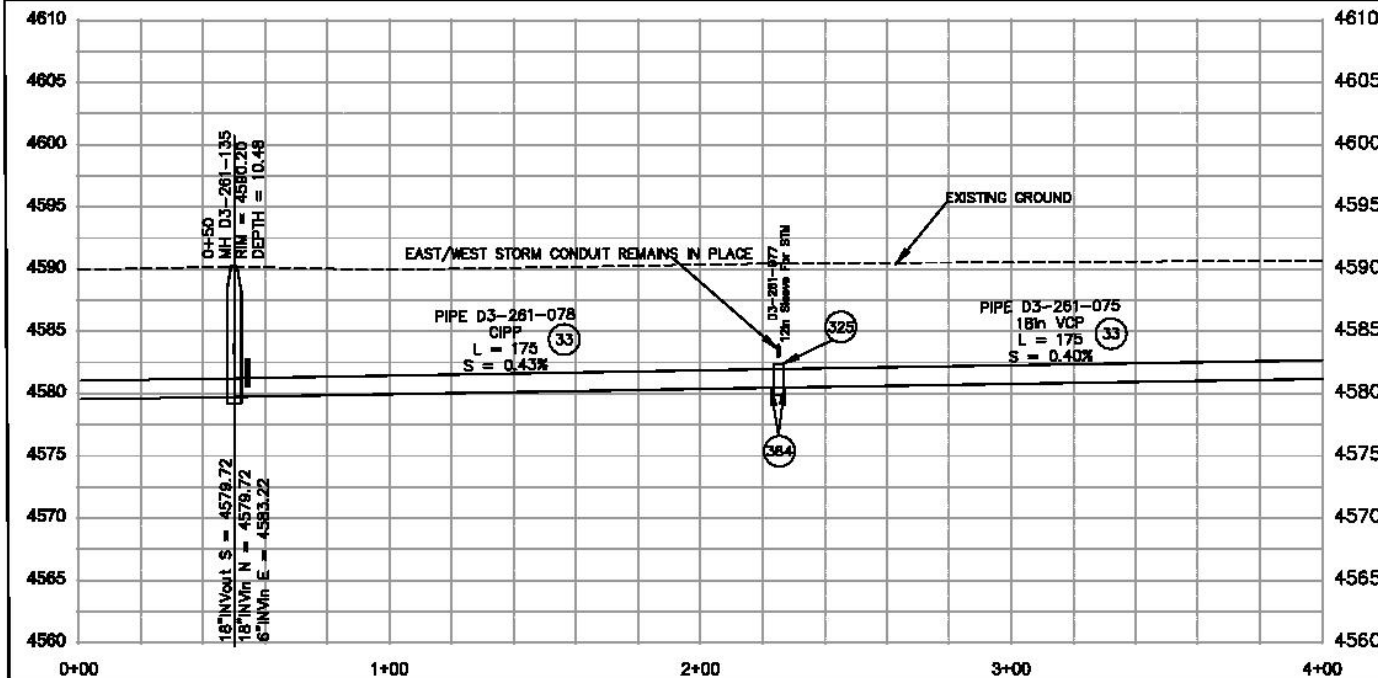 4610
4605
4600
4595
4590
4585
4580
4575
4570
4565
4560
4610
4605
4600
4595
4590
4585
4580
4575
4570
4565
4560
0+00
1+00
2+00
3+00
4+00
0+50
MH D3-261-135
RIM = 4590.20
DEPTH = 10.48
18"INVout S = 4579.72
18"INVin N = 4579.72
6"INVin E = 4583.22
EAST/WEST STORM CONDUIT REMAINS IN PLACE
EXISTING GROUND
PIPE D3-261-078
CIPP
L = 175
S = 0.43%
33
D3-261-077
12in Sleeve For STM
325
384
PIPE D3-261-075
18in VCP
L = 175
S = 0.40%
33